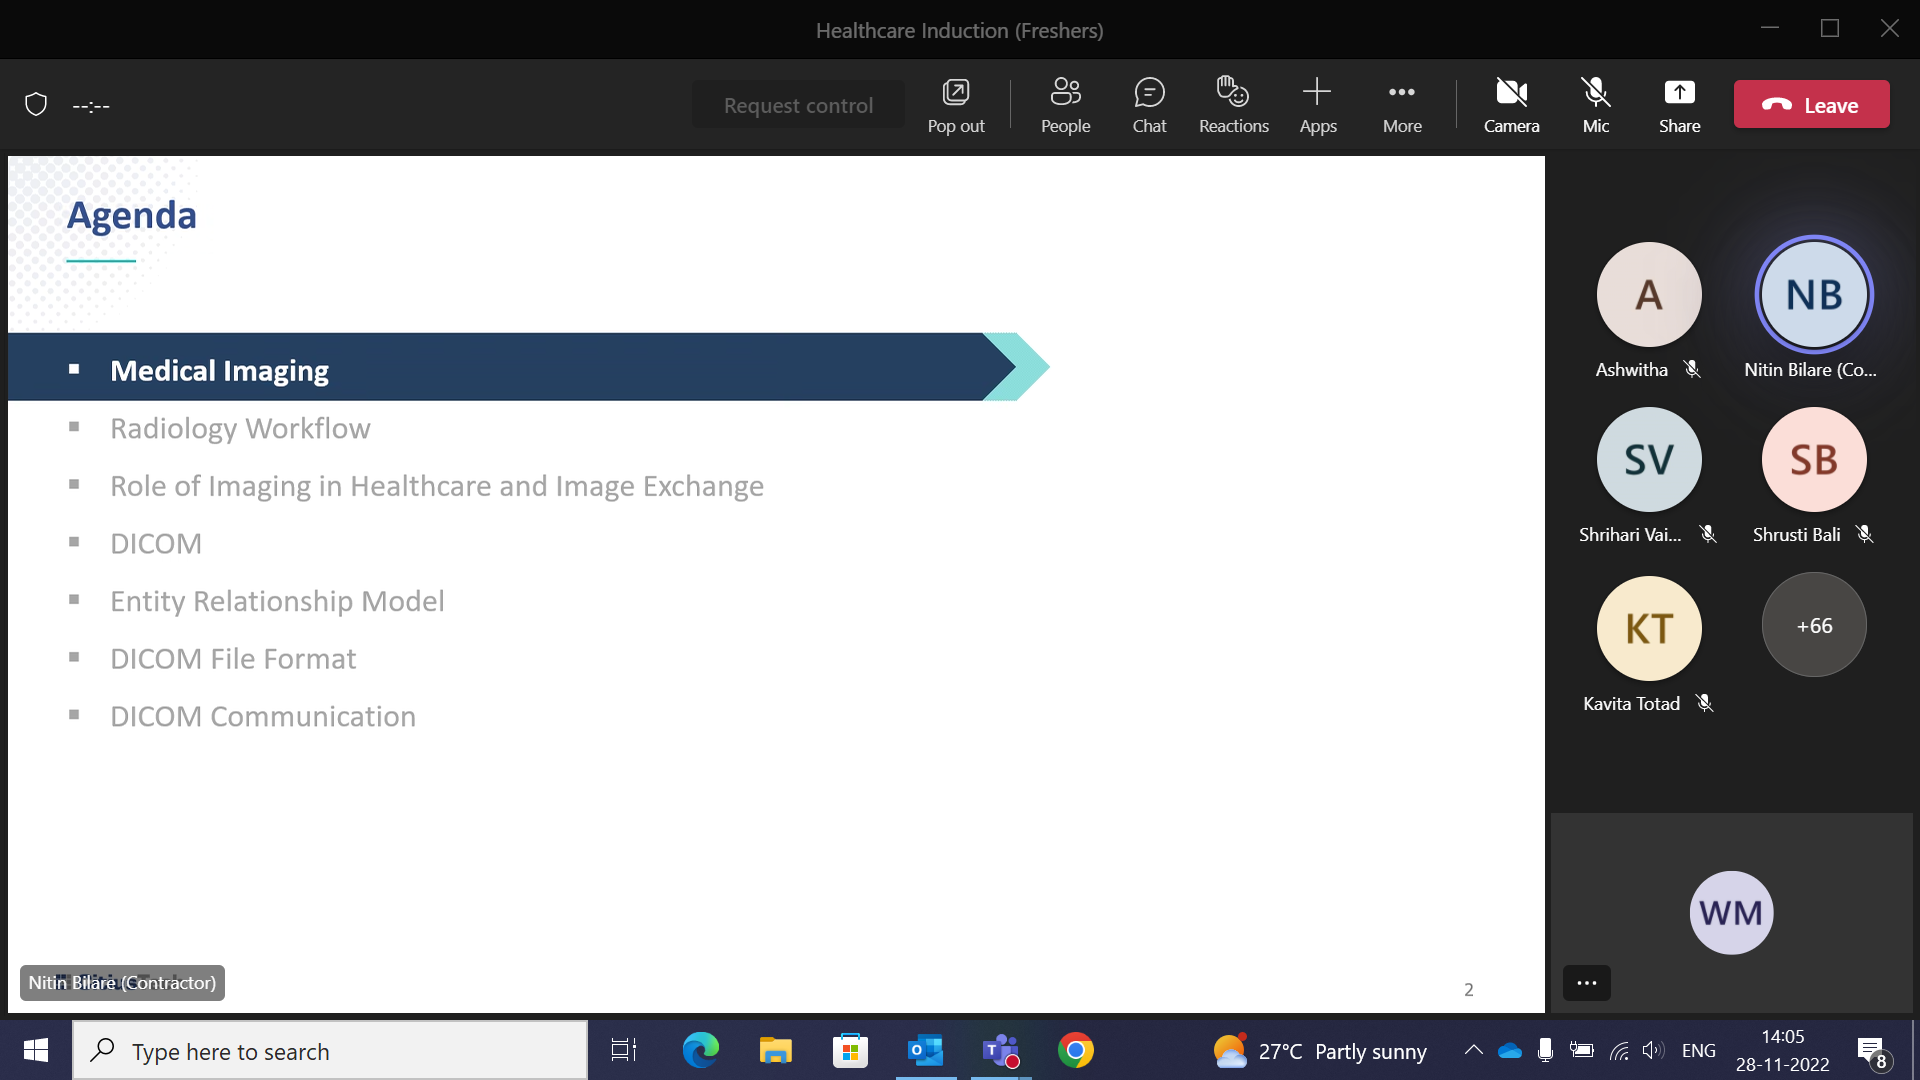 Healthcare Induction (Freshers)
--:--
Request control
Pop out
People
Chat
Reactions
Apps
More
Camera
Mic
Share
Leave
Agenda
Medical Imaging
Radiology Workflow
Role of Imaging in Healthcare and Image Exchange
DICOM
Entity Relationship Model
DICOM File Format
DICOM Communication
Nitin Bilare (Contractor)
2
A
Ashwitha
NB
Nitin Bilare (Co...
SV
Shrihari Vai...
SB
Shrusti Bali
KT
Kavita Totad
+66
WM
Type here to search
27°C Partly sunny
ENG
14:05
28-11-2022
8